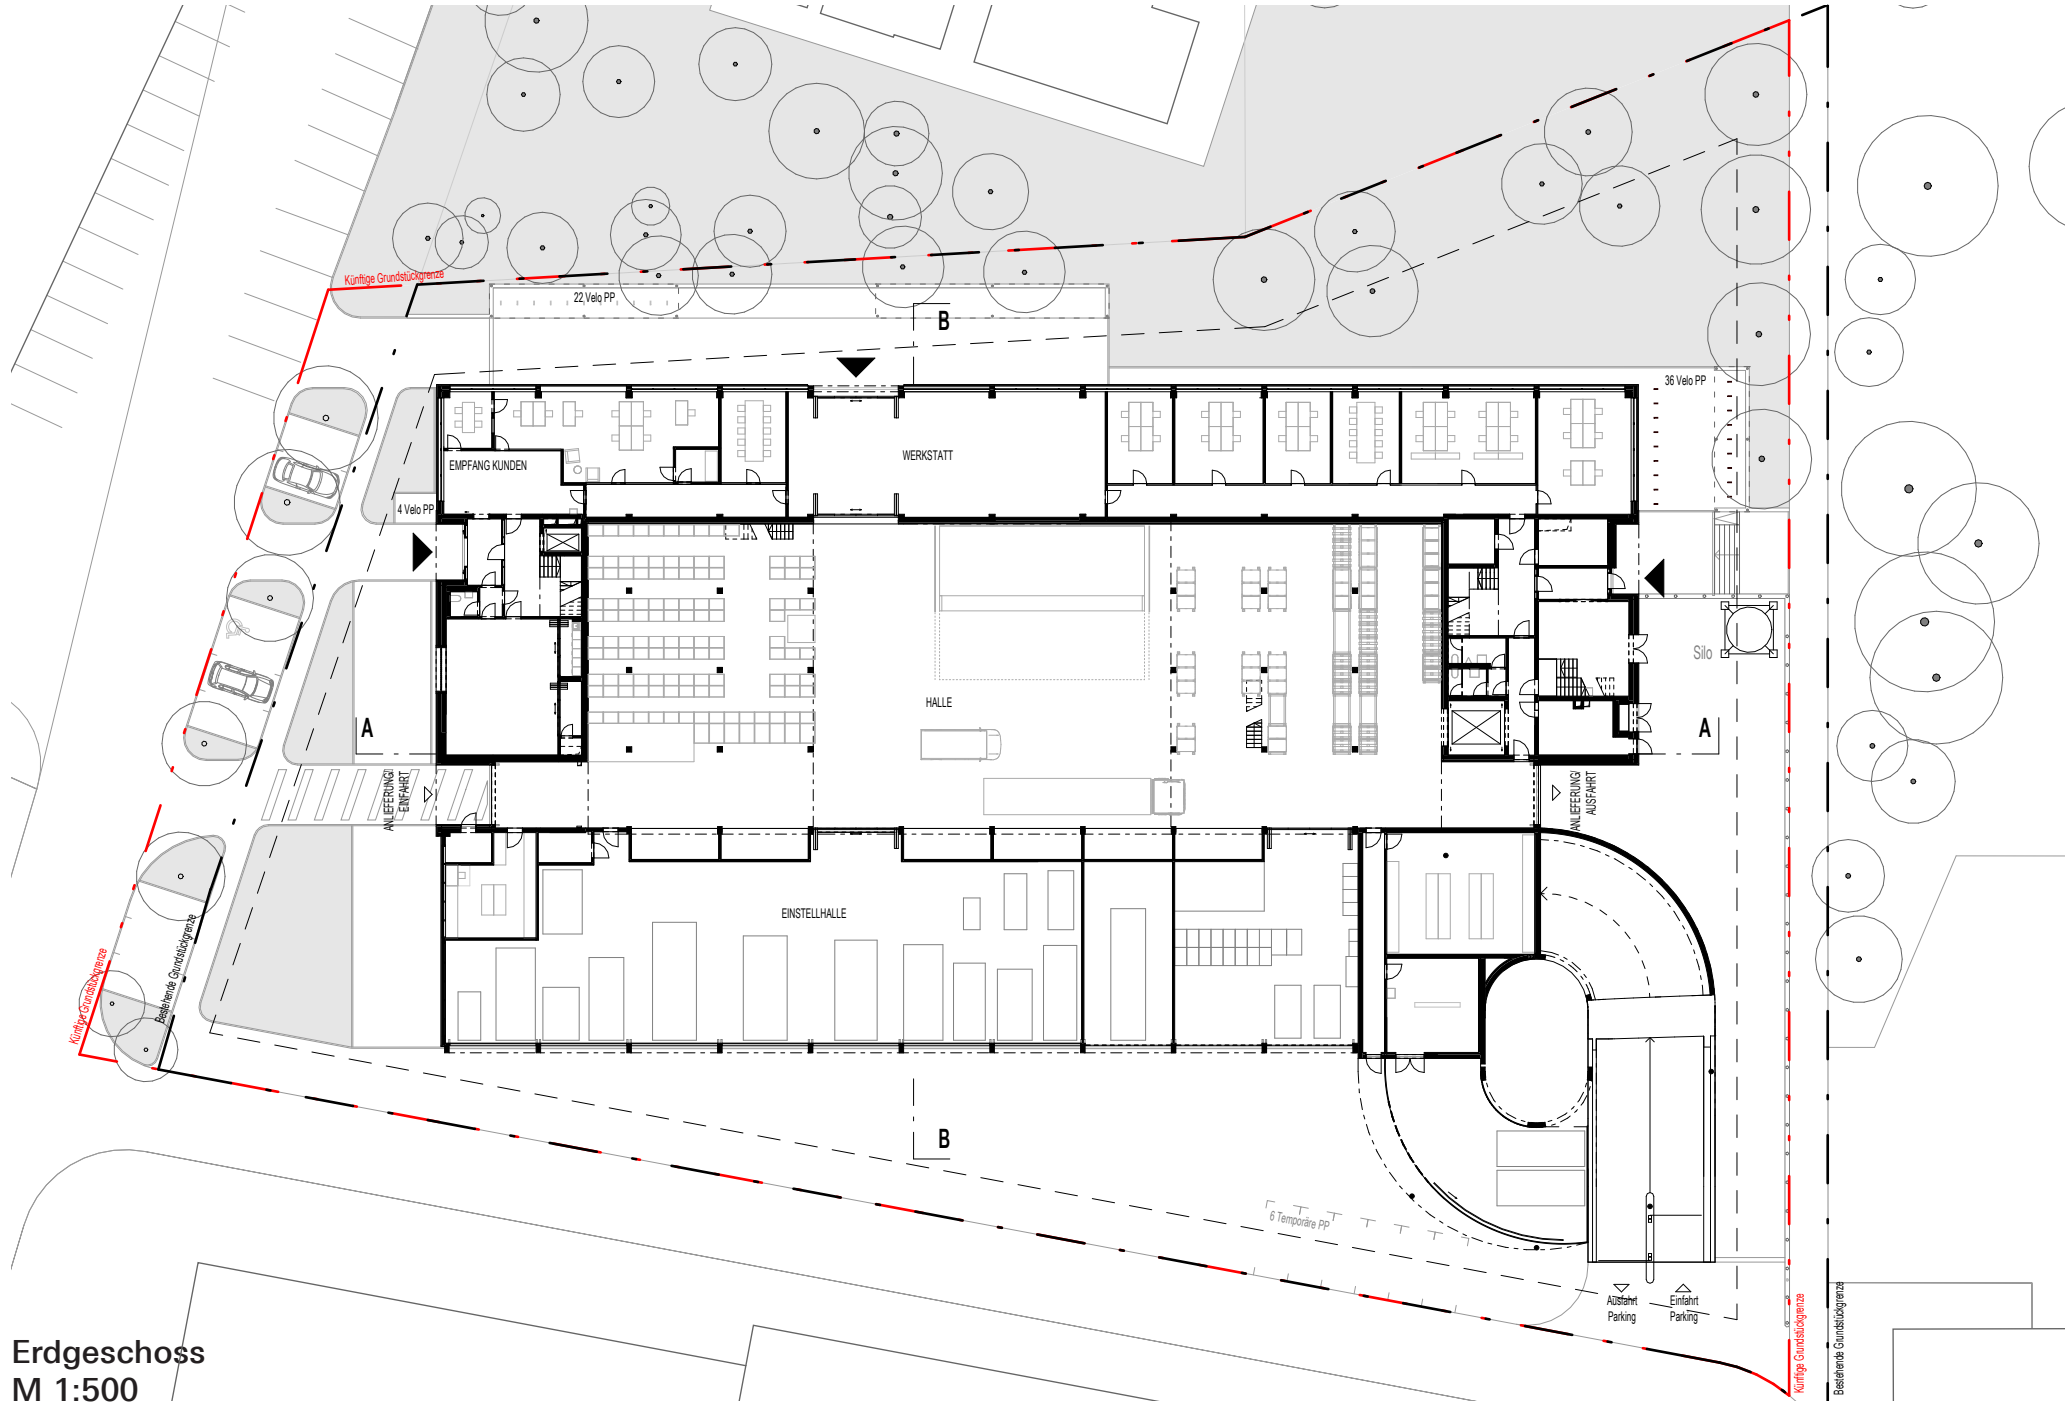 Künftige Grundstückgrenze
22 Velo PP
B
36 Velo PP
EMPFANG KUNDEN
WERKSTATT
4 Velo PP
Silo
HALLE
A
A
ANLIEFERUNG/
EINFAHRT
ANLIEFERUNG/
AUSFAHRT
EINSTELLHALLE
Künftige Grundstückgrenze
Bestehende Grundstückgrenze
B
6 Temporäre PP
Ausfahrt
Parking
Einfahrt
Parking
Künftige Grundstückgrenze
Bestehende Grundstückgrenze
Erdgeschoss
M 1:500